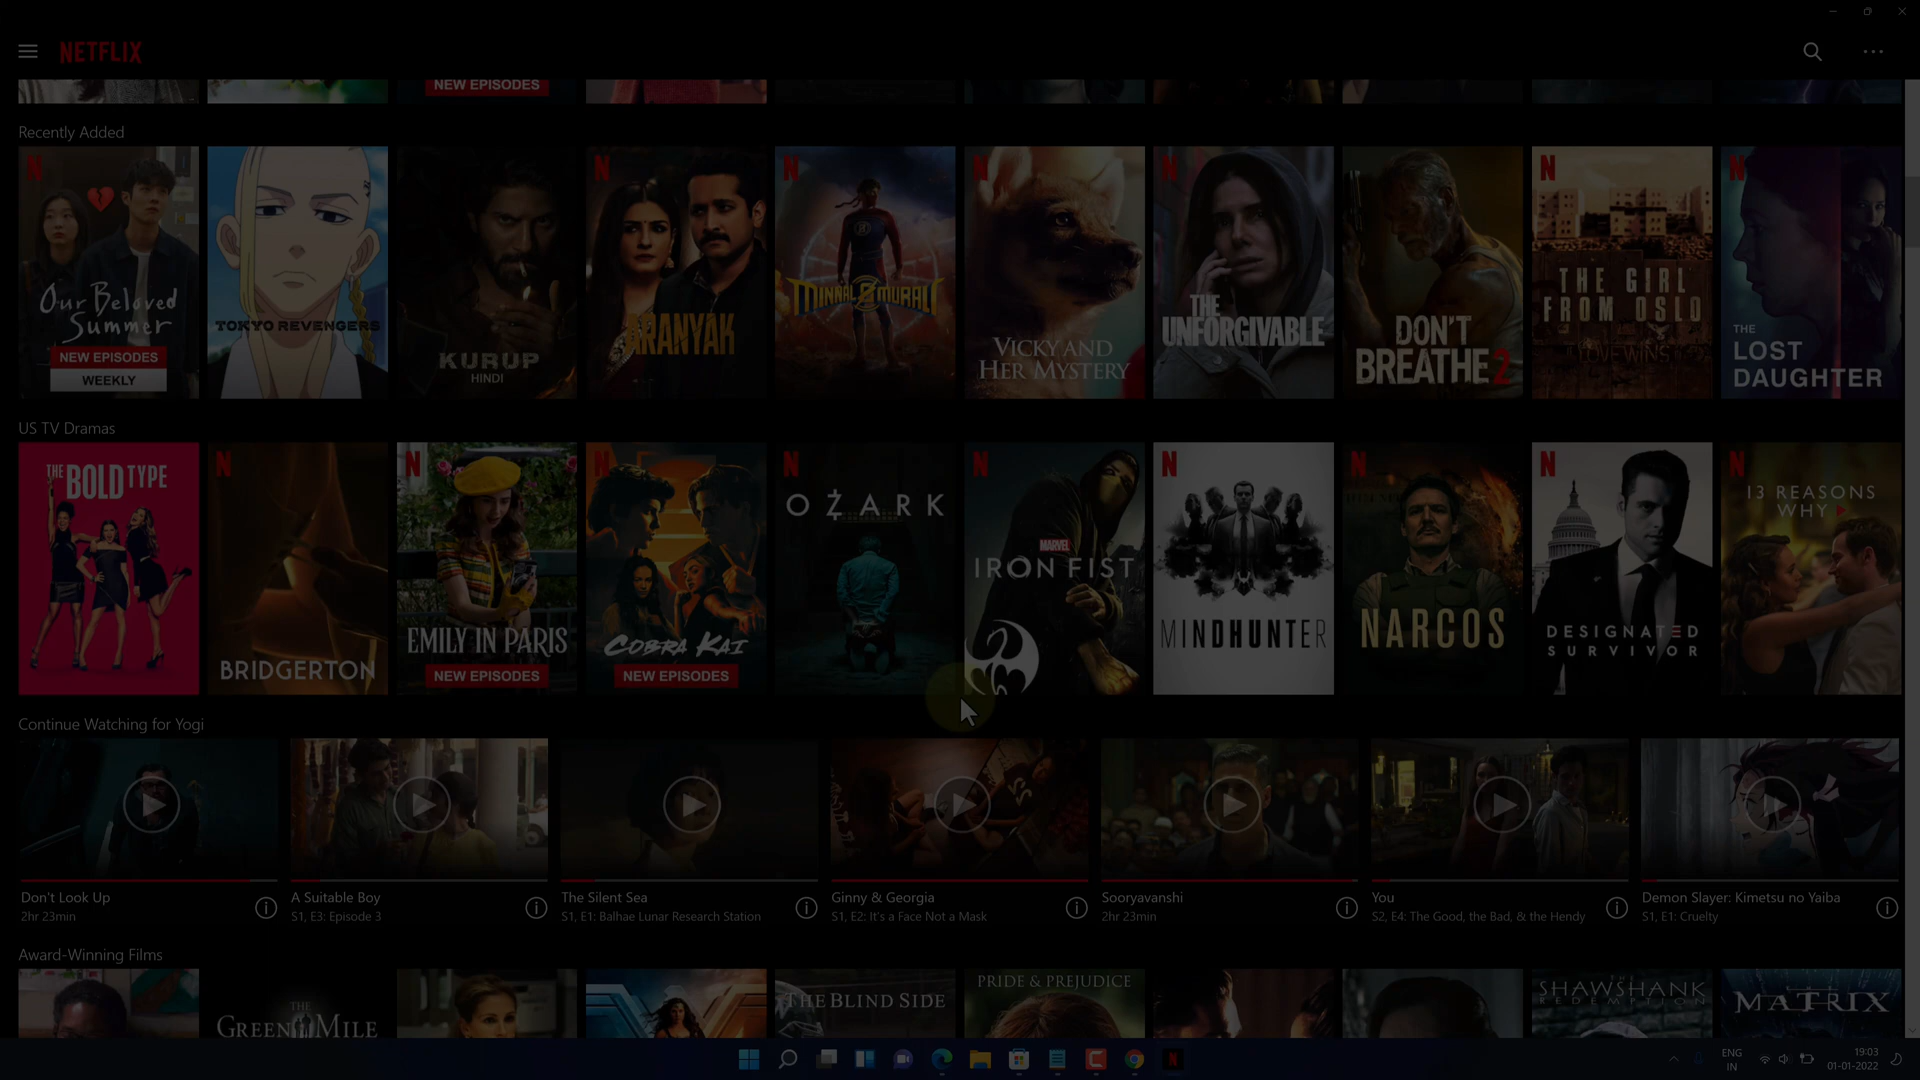 NETFLIX
NEW EPISODES
Recently Added
N
Our Beloved
Summer
NEW EPISODES
WEEKLY
TOKYO REVENGERS
KURUP
HINDI
N
ARANYAK
N
MINNAL MURALI
N
VICKY AND
HER MYSTERY
N
THE
UNFORGIVABLE
DON'T
BREATHE 2
N
THE GIRL
FROM OSLO
LOVE WINS
N
THE
LOST
DAUGHTER
US TV Dramas
THE BOLD TYPE
N
BRIDGERTON
N
EMILY IN PARIS
NEW EPISODES
N
COBRA KAI
NEW EPISODES
N
OZARK
N
MARVEL
IRON FIST
N
MINDHUNTER
N
NARCOS
N
DESIGNATED
SURVIVOR
N
13 REASONS
WHY
Continue Watching for Yogi
Don't Look Up
2hr 23min
A Suitable Boy
S1, E3: Episode 3
The Silent Sea
S1, E1: Balhae Lunar Research Station
Ginny & Georgia
S1, E2: It's a Face Not a Mask
Sooryavanshi
2hr 23min
You
S2, E4: The Good, the Bad, & the Hendy
Demon Slayer: Kimetsu no Yaiba
S1, E1: Cruelty
Award-Winning Films
THE
GREEN MILE
THE BLIND SIDE
PRIDE & PREJUDICE
THE
SHAWSHANK
REDEMPTION
MATRIX
ENG
IN
19:03
01-01-2022